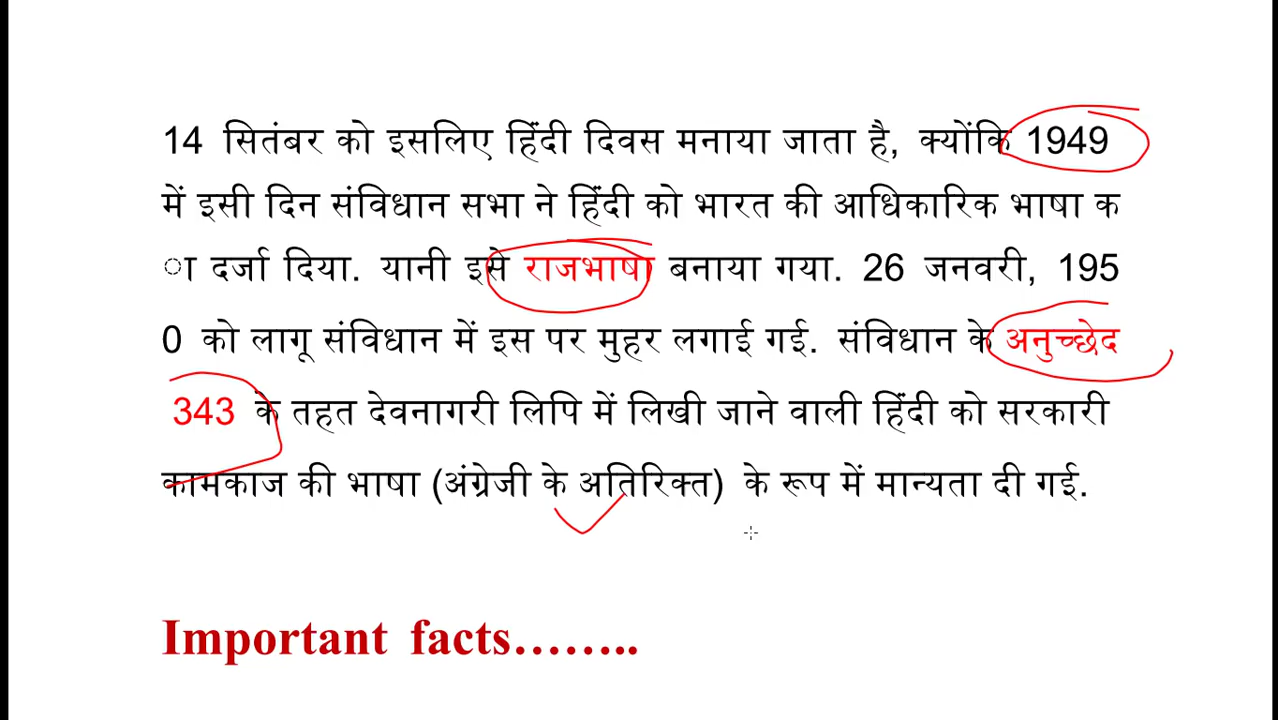 14 सितंबर को इसलिए हिंदी दिवस मनाया जाता है, क्योंकि 1949
में इसी दिन संविधान सभा ने हिंदी को भारत की आधिकारिक भाषा क
ा दर्जा दिया. यानी इसे राजभाषा बनाया गया. 26 जनवरी, 195
0 को लागू संविधान में इस पर मुहर लगाई गई. संविधान के अनुच्छेद
343 के तहत देवनागरी लिपि में लिखी जाने वाली हिंदी को सरकारी
कामकाज की भाषा (अंग्रेजी के अतिरिक्त) के रूप में मान्यता दी गई.
Important facts……..